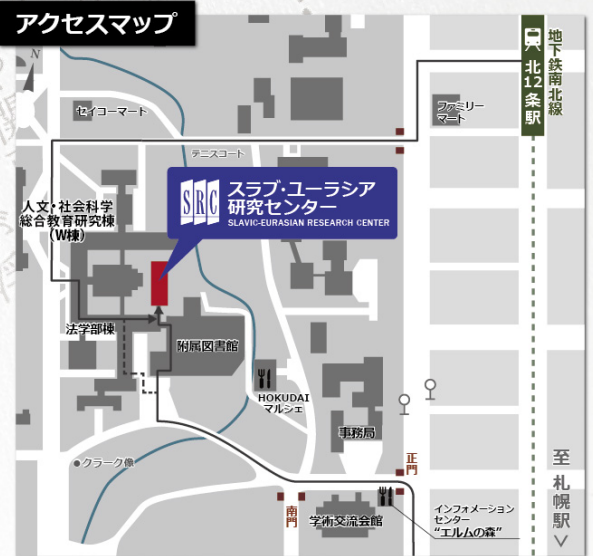 アクセスマップ
N
地下鉄南北線
北12条駅
セイコーマート
ファミリー
マート
テニスコート
SRC
スラブ・ユーラシア
研究センター
SLAVIC-EURASIAN RESEARCH CENTER
人文・社会科学
総合教育研究棟
(W棟)
法学部棟
附属図書館
HOKUDAI
マルシェ
事務局
正門
クラーク像
至札幌駅
南門
学術交流会館
インフォメーション
センター
“エルムの森”